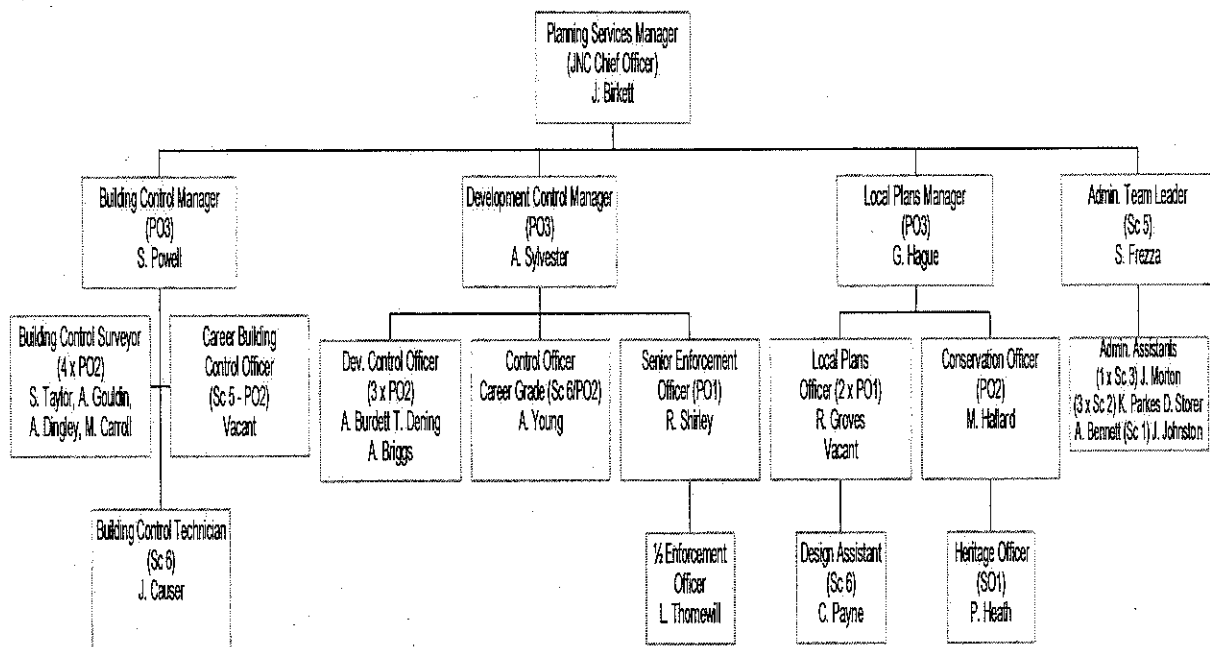 Planning Services Manager
(JNC Chief Officer)
J. Birkett
Building Control Manager
(PO3)
S. Powell
Development Control Manager
(PO3)
A. Sylvester
Local Plans Manager
(PO3)
G. Hague
Admin. Team Leader
(Sc 5)
S. Frezza
Building Control Surveyor
(4 x PO2)
S. Taylor, A. Gouldin,
A. Dingley, M. Carroll
Career Building
Control Officer
(Sc 5 - PO2)
Vacant
Dev. Control Officer
(3 x PO2)
A. Burdett T. Dening
A. Briggs
Control Officer
Career Grade (Sc 6/PO2)
A. Young
Senior Enforcement
Officer (PO1)
R. Shirley
Local Plans
Officer (2 x PO1)
R. Groves
Vacant
Conservation Officer
(PO2)
M. Hallard
Admin. Assistants
(1 x Sc 3) J. Morton
(3 x Sc 2) K. Parkes D. Storer
A. Bennett (Sc 1) J. Johnston
Building Control Technician
(Sc 6)
J. Causer
½ Enforcement
Officer
L. Thornewill
Design Assistant
(Sc 6)
C. Payne
Heritage Officer
(SO1)
P. Heath